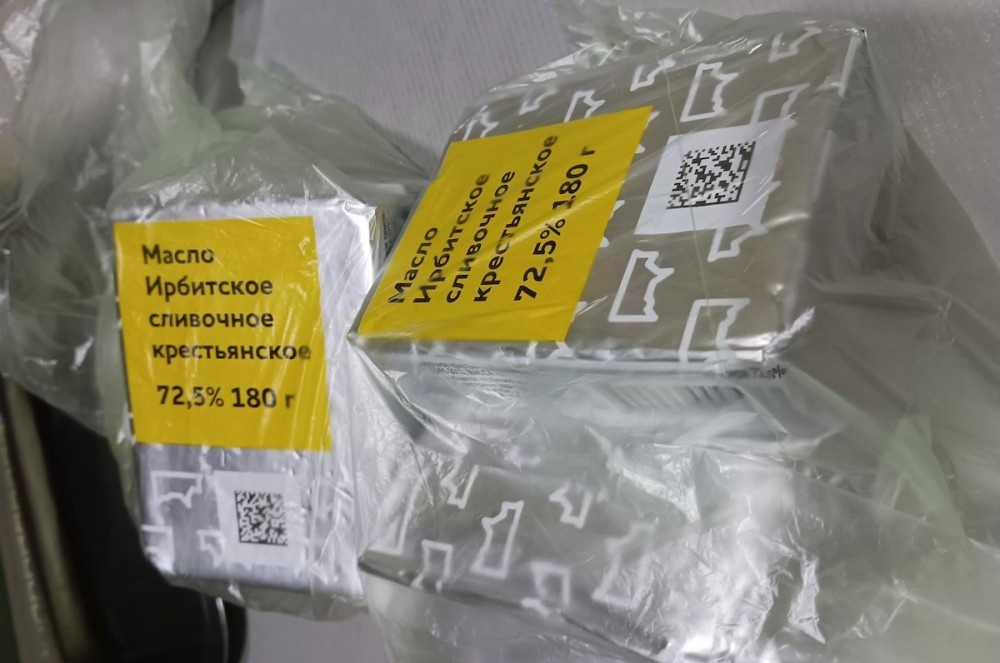 Масло
Ирбитское
сливочное
крестьянское
72,5% 180 г
Масло
Ирбитское
сливочное
крестьянское
72,5% 180 г